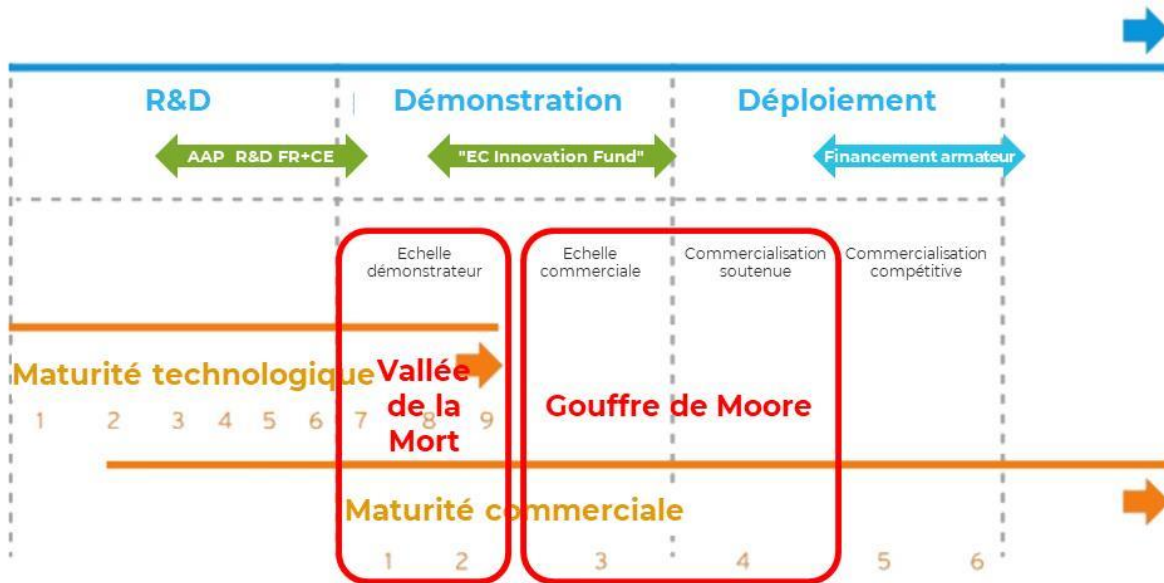 R&D
Démonstration
Déploiement
AAP R&D FR+CE
"EC Innovation Fund"
Financement armateur
Echelle
démonstrateur
Echelle
commerciale
Commercialisation
soutenue
Commercialisation
compétitive
Maturité technologique
Vallée
de la
Mort
Gouffre de Moore
1 2 3 4 5 6 7 8 9
Maturité commerciale
1 2 3 4 5 6